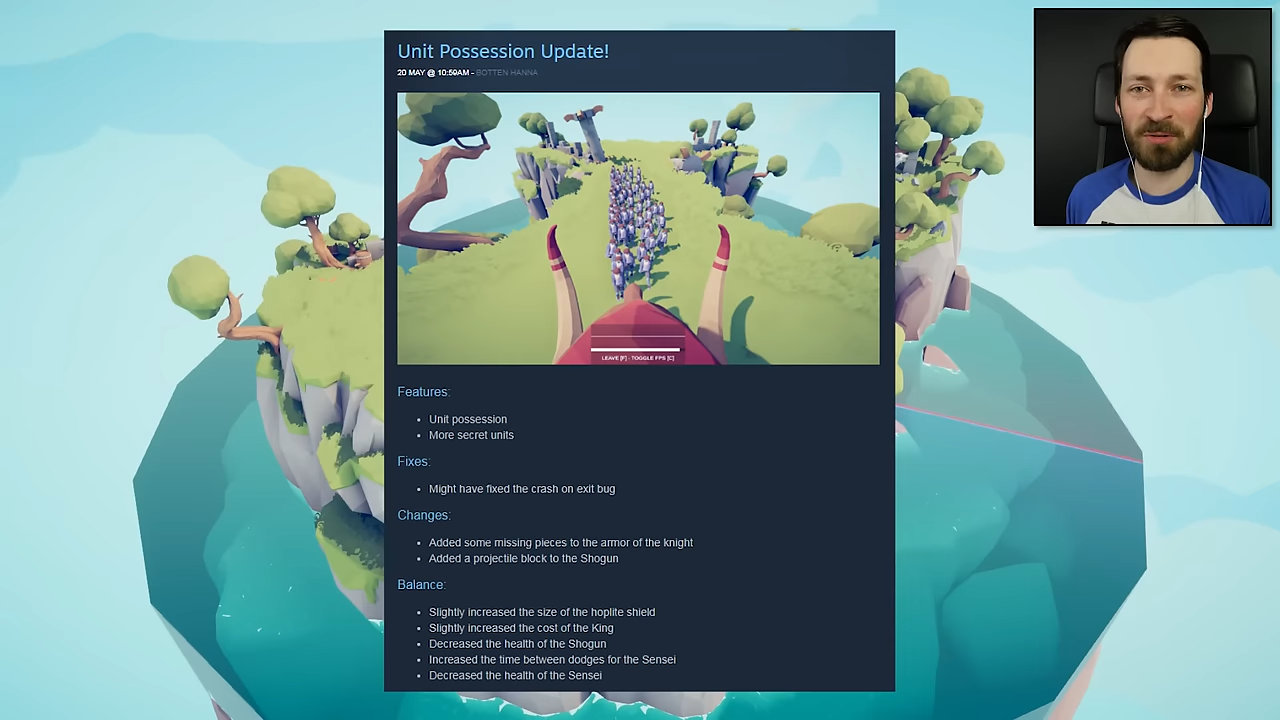 Unit Possession Update!
20 MAY @ 10:59AM - BOTTEN HANNA
LEAVE [F] - TOGGLE FPS [C]
Features:
• Unit possession
• More secret units
Fixes:
• Might have fixed the crash on exit bug
Changes:
• Added some missing pieces to the armor of the knight
• Added a projectile block to the Shogun
Balance:
• Slightly increased the size of the hoplite shield
• Slightly increased the cost of the King
• Decreased the health of the Shogun
• Increased the time between dodges for the Sensei
• Decreased the health of the Sensei